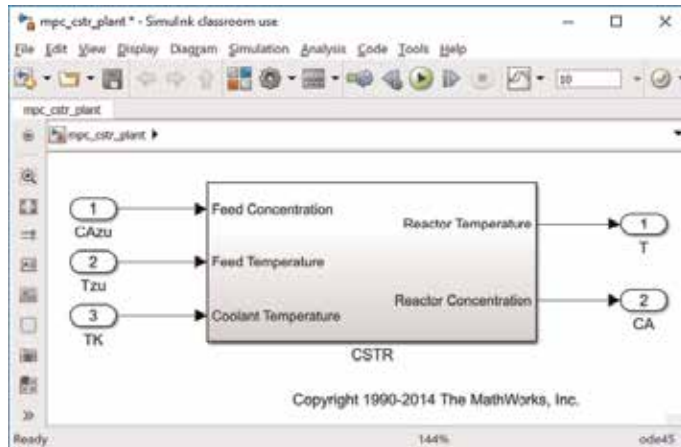 mpc_cstr_plant * - Simulink classroom use
File Edit View Display Diagram Simulation Analysis Code Tools Help
10
mpc_cstr_plant
mpc_cstr_plant
1
CAzu
Feed Concentration
Reactor Temperature
1
T
2
Tzu
Feed Temperature
3
TK
Coolant Temperature
Reactor Concentration
2
CA
CSTR
Copyright 1990-2014 The MathWorks, Inc.
Ready 144% ode45